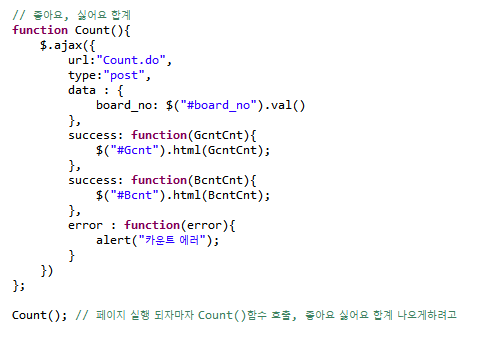 // 좋아요, 싫어요 합계
function Count(){
    $.ajax({
        url:"Count.do",
        type:"post",
        data : {
            board_no: $("#board_no").val()
        },
        success: function(GcntCnt){
            $("#Gcnt").html(GcntCnt);
        },
        success: function(BcntCnt){
            $("#Bcnt").html(BcntCnt);
        },
        error : function(error){
            alert("카운트 에러");
        }
    })
};

Count(); // 페이지 실행 되자마자 Count()함수 호출, 좋아요 싫어요 합계 나오게하려고